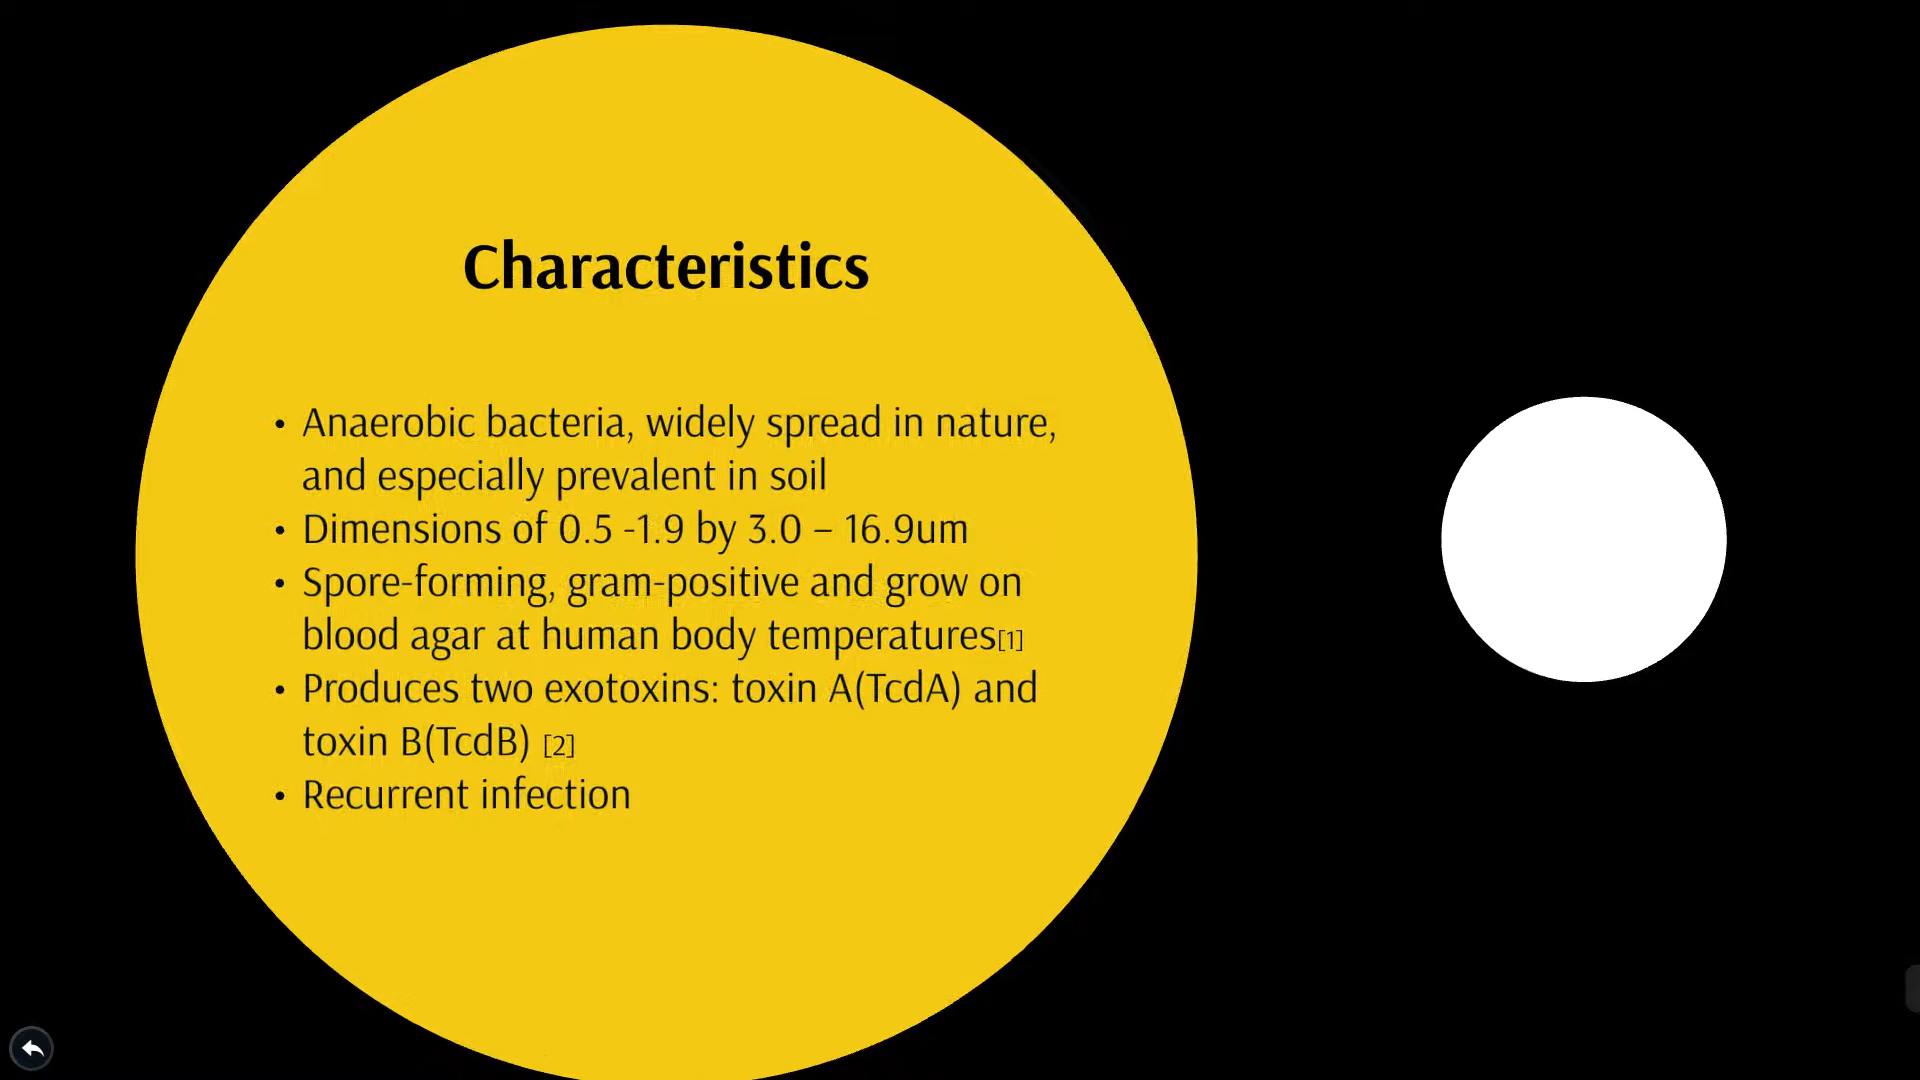 Characteristics
• Anaerobic bacteria, widely spread in nature,
and especially prevalent in soil
• Dimensions of 0.5 -1.9 by 3.0 – 16.9um
• Spore-forming, gram-positive and grow on
blood agar at human body temperatures[1]
• Produces two exotoxins: toxin A(TcdA) and
toxin B(TcdB) [2]
• Recurrent infection